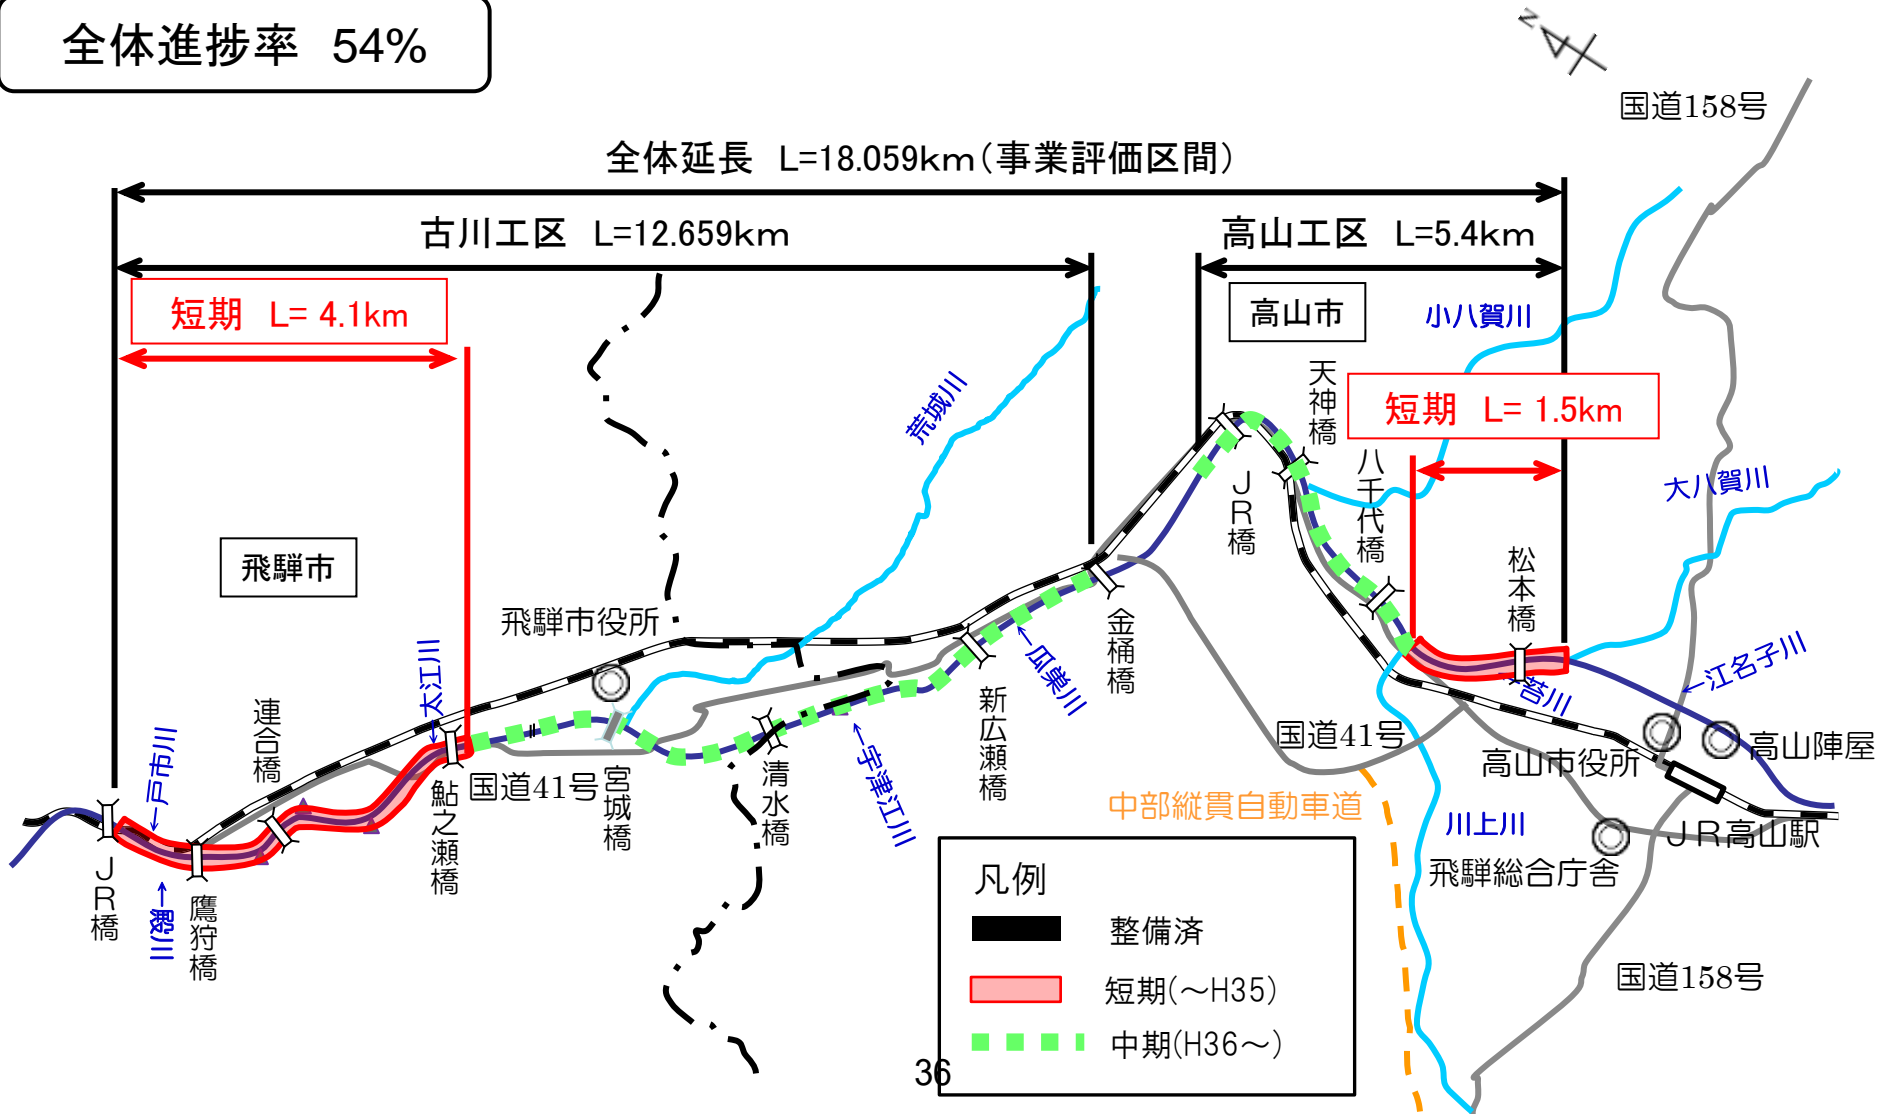 全体進捗率 54%
国道158号
全体延長 L=18.059km(事業評価区間)
古川工区 L=12.659km
高山工区 L=5.4km
短期 L= 4.1km
高山市
小八賀川
天神橋
短期 L= 1.5km
荒城川
八千代橋
JR橋
大八賀川
飛騨市
松本橋
飛騨市役所
金桶橋
←瓜巣川
←江名子川
太江川
連合橋
新広瀬橋
国道41号
高山陣屋
高山市役所
←戸市川
鮎之瀬橋
国道41号
宮城橋
清水橋
←宇津江川
中部縦貫自動車道
川上川
JR高山駅
飛騨総合庁舎
JR橋
←殿川
鷹狩橋
国道158号
凡例
整備済
短期(～H35)
中期(H36～)
36